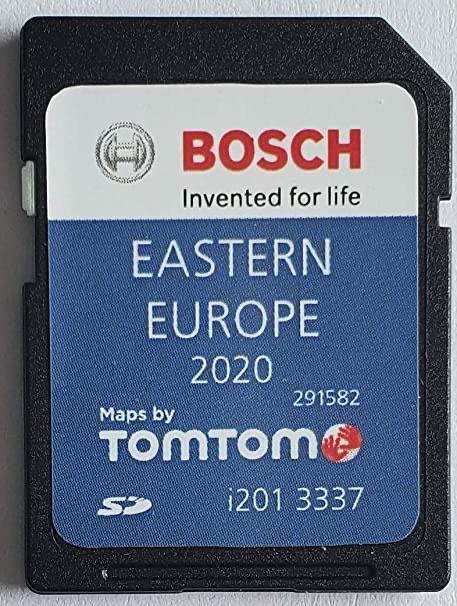 BOSCH
Invented for life
EASTERN
EUROPE
2020
291582
Maps by
TOMTOM
SD
i201 3337